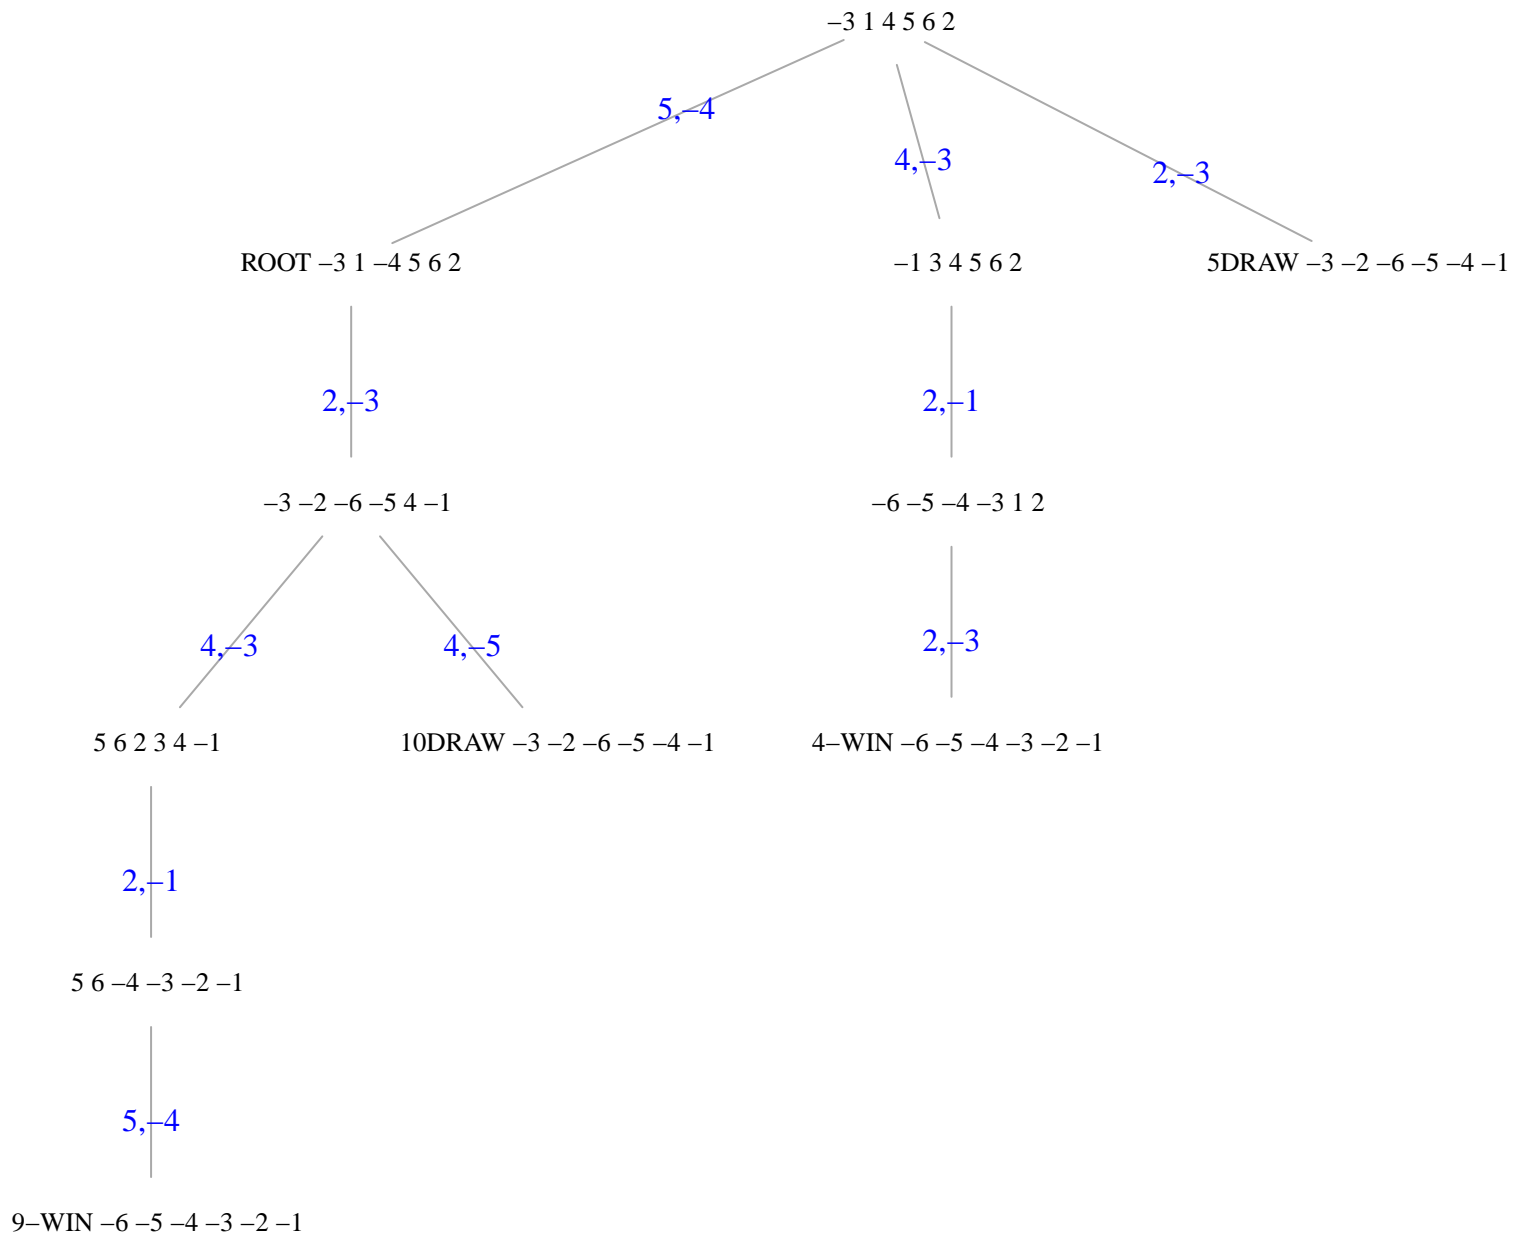 –3 1 4 5 6 2
5,–4
4,–3
2,–3
ROOT –3 1 –4 5 6 2
–1 3 4 5 6 2
5DRAW –3 –2 –6 –5 –4 –1
2,–3
2,–1
–3 –2 –6 –5 4 –1
–6 –5 –4 –3 1 2
4,–3
4,–5
2,–3
5 6 2 3 4 –1
10DRAW –3 –2 –6 –5 –4 –1
4–WIN –6 –5 –4 –3 –2 –1
2,–1
5 6 –4 –3 –2 –1
5,–4
9–WIN –6 –5 –4 –3 –2 –1